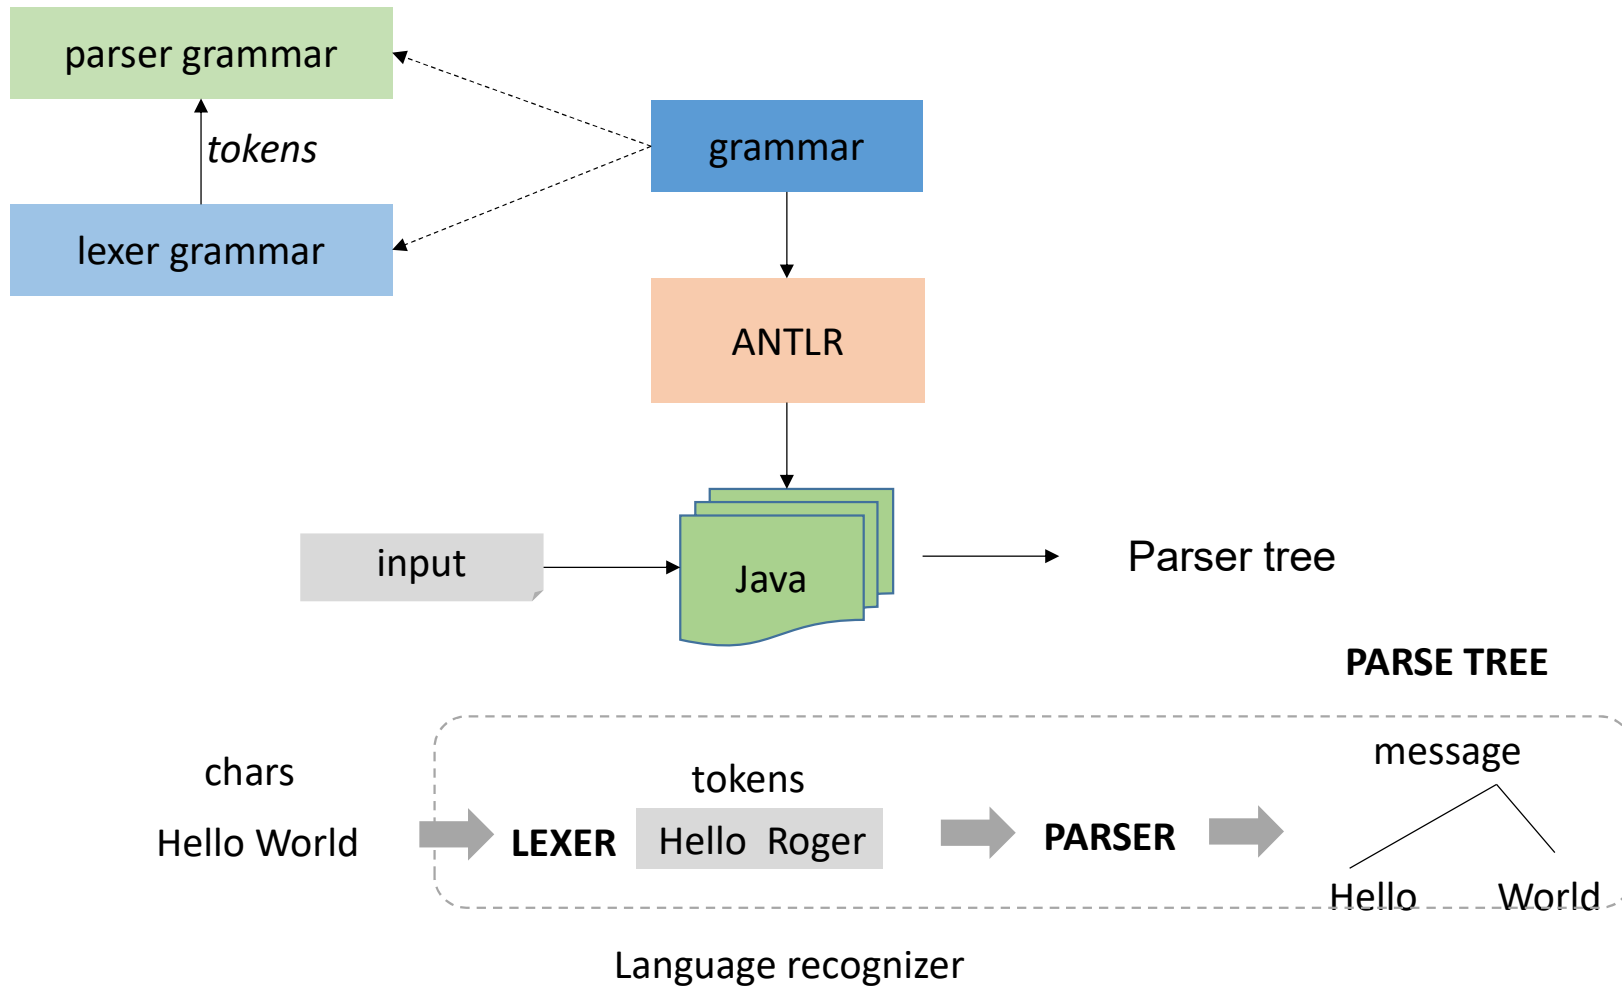 parser grammar
grammar
tokens
lexer grammar
ANTLR
input
Java
Parser tree
PARSE TREE
message
chars
tokens
Hello World
LEXER
Hello Roger
PARSER
Hello
World
Language recognizer